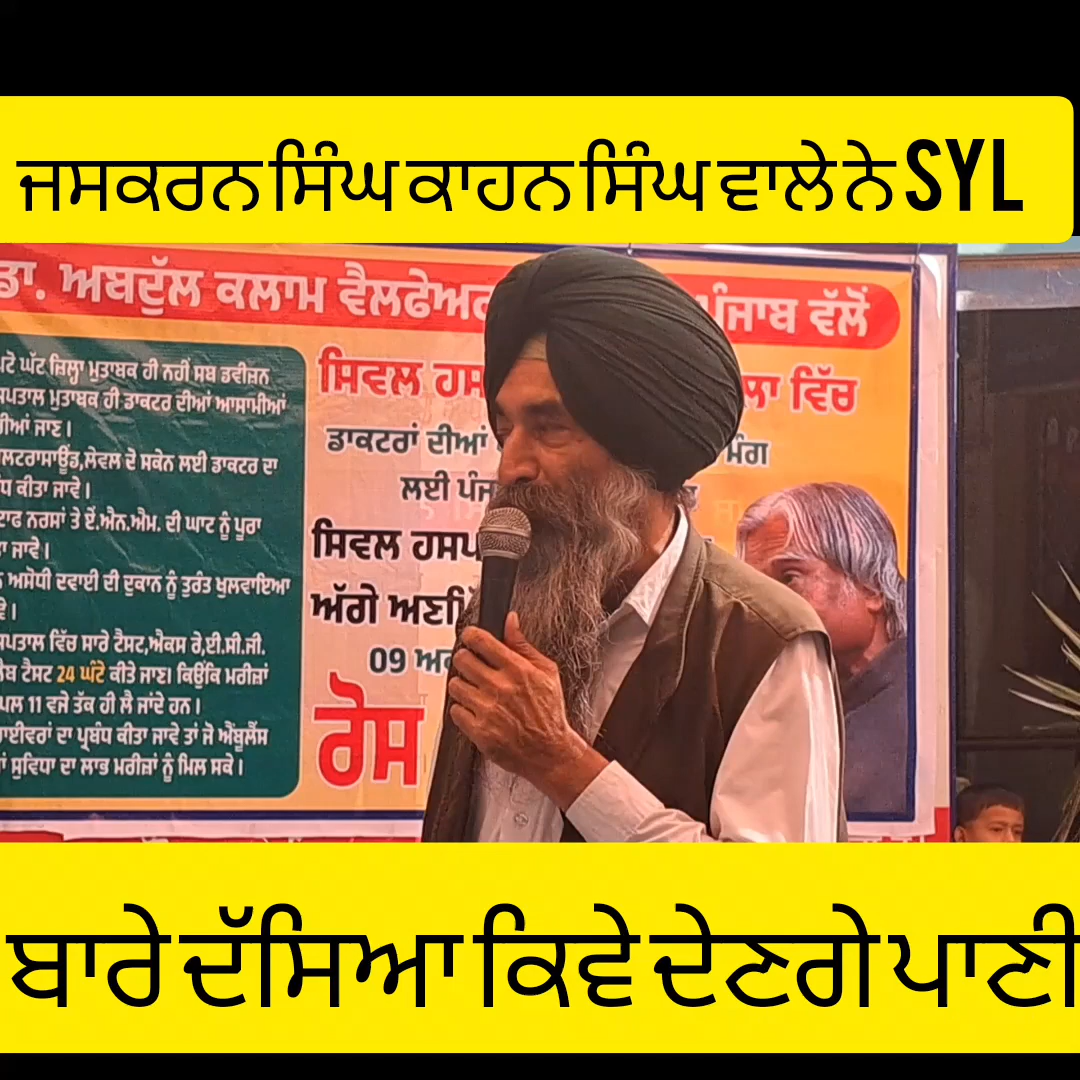 ਜਸਕਰਨ ਸਿੰਘ ਕਾਹਨ ਸਿੰਘ ਵਾਲੇ ਨੇ SYL
ਡਾ. ਅਬਦੁੱਲ ਕਲਾਮ ਵੈਲਫੇਅਰ ਪੰਜਾਬ ਵੱਲੋਂ
ਘੱਟ ਜ਼ਿਲ੍ਹਾ ਮੁਤਾਬਕ ਹੀ ਨਹੀਂ ਸਬ ਡਵੀਜ਼ਨ
ਮੁਤਾਬਕ ਹੀ ਡਾਕਟਰ ਦੀਆਂ ਆਸਾਮੀਆਂ
ਜਾਣ।
ਲੇਵਲ ਦੋ ਸਕੇਨ ਲਈ ਡਾਕਟਰ ਦਾ
ਕੀਤਾ ਜਾਵੇ।
ਨਰਸਾਂ ਤੇ ਏ.ਐਨ.ਐਮ. ਦੀ ਘਾਟ ਨੂੰ ਪੂਰਾ
ਜਾਵੇ।
ਦਵਾਈ ਦੀ ਦੁਕਾਨ ਨੂੰ ਤੁਰੰਤ ਖੁਲਵਾਇਆ
ਵਿੱਚ ਸਾਰੇ ਟੈਸਟ,ਐਕਸ ਰੇ,ਈ.ਸੀ.ਜੀ.
ਟੈਸਟ 24 ਘੰਟੇ ਕੀਤੇ ਜਾਣ। ਕਿਉਂਕਿ ਮਰੀਜ਼ਾਂ
11 ਵਜੇ ਤੱਕ ਹੀ ਲੈ ਜਾਂਦੇ ਹਨ।
ਦਾ ਪ੍ਰਬੰਧ ਕੀਤਾ ਜਾਵੇ ਤਾਂ ਜੋ ਐਂਬੂਲੈਂਸ
ਸੁਵਿਧਾ ਦਾ ਲਾਭ ਮਰੀਜ਼ਾਂ ਨੂੰ ਮਿਲ ਸਕੇ।
ਸਿਵਲ ਵਿੱਚ
ਡਾਕਟਰਾਂ ਦੀਆਂ ਮੰਗ
ਲਈ
ਸਿਵਲ
ਅੱਗੇ
09
ਰੋਸ
ਬਾਰੇ ਦੱਸਿਆ ਕਿਵੇ ਦੇਣਗੇ ਪਾਣੀ